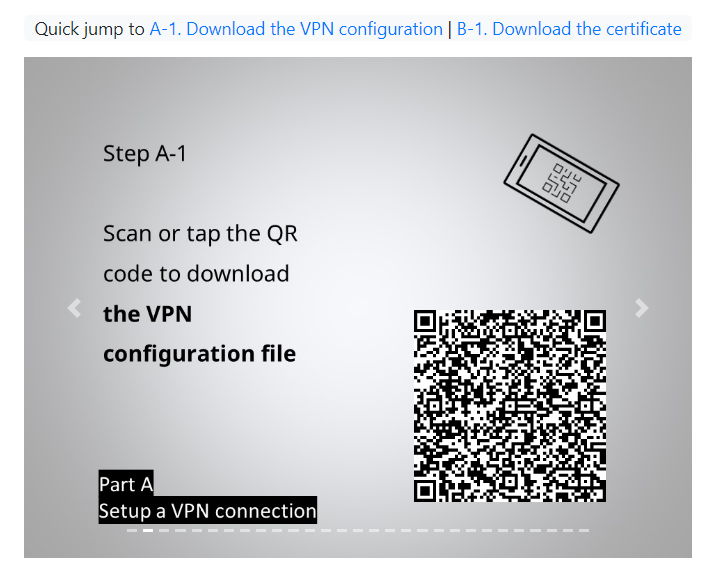 Quick jump to A-1. Download the VPN configuration | B-1. Download the certificate
Step A-1
Scan or tap the QR
code to download
the VPN
configuration file
Part A
Setup a VPN connection